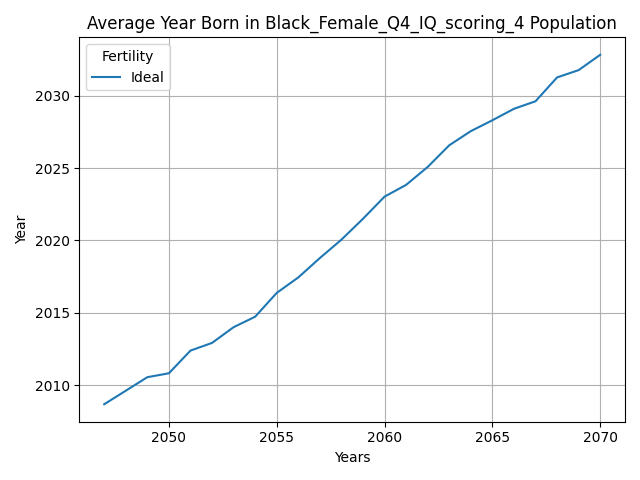 Average Year Born in Black_Female_Q4_IQ_scoring_4 Population
Fertility
Ideal
2030
2025
2020
2015
2010
Year
2050 2055 2060 2065 2070
Years